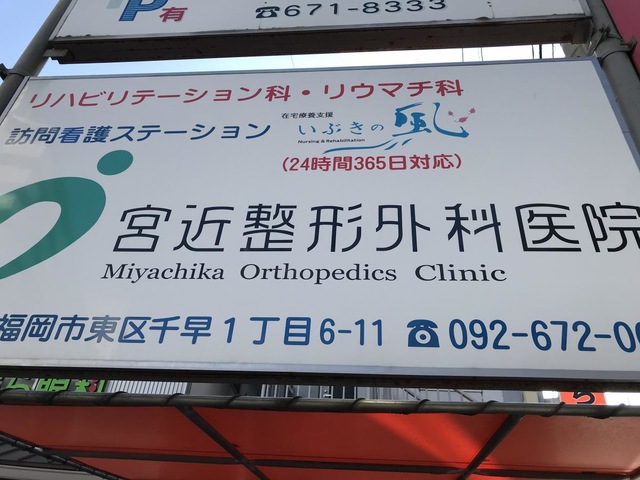 P有
☎671-8333
リハビリテーション科・リウマチ科
訪問看護ステーション
在宅療養支援
いぶきの風
Nursing & Rehabilitation
(24時間365日対応)
宮近整形外科医院
Miyachika Orthopedics Clinic
福岡市東区千早1丁目6-11 ☎092-672-0